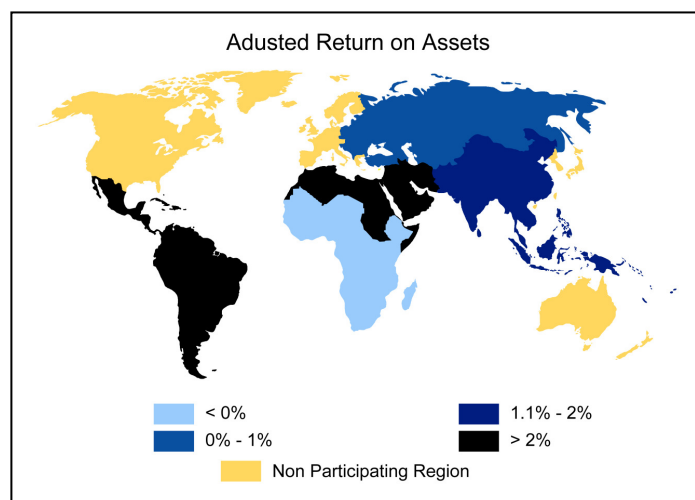 Adusted Return on Assets
< 0%
1.1% - 2%
0% - 1%
> 2%
Non Participating Region